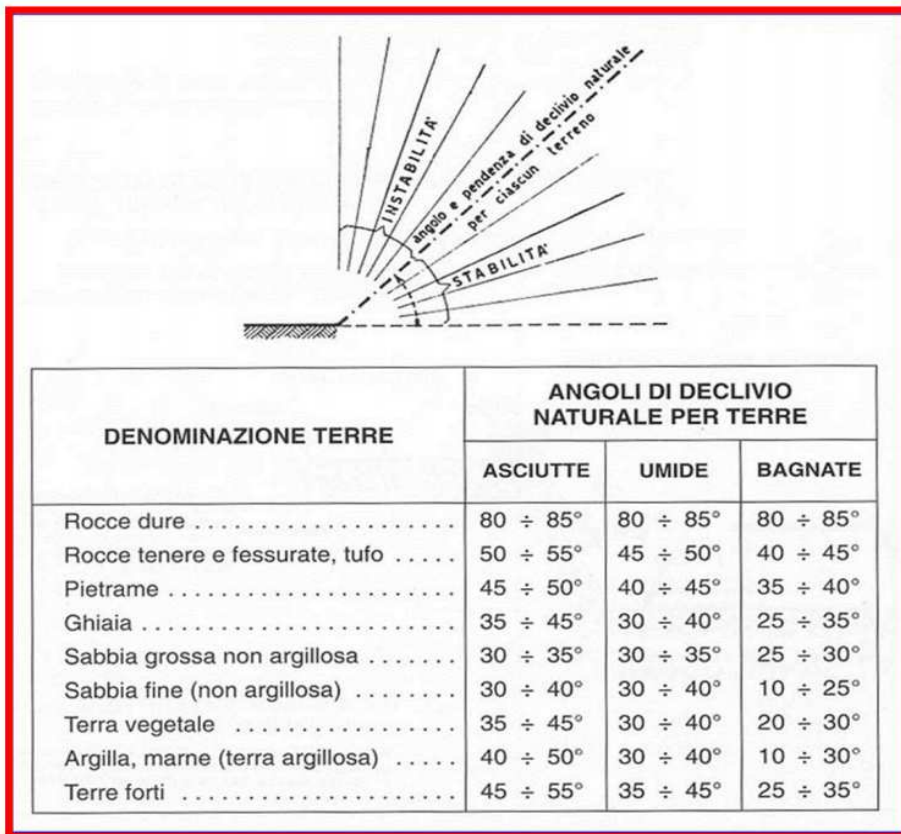 INSTABILITÀ
angolo e pendenza di declivio naturale
per ciascun terreno
STABILITÀ
DENOMINAZIONE TERRE
ANGOLI DI DECLIVIO
NATURALE PER TERRE
ASCIUTTE UMIDE BAGNATE
Rocce dure ........................ 80 ÷ 85° 80 ÷ 85° 80 ÷ 85°
Rocce tenere e fessurate, tufo ..... 50 ÷ 55° 45 ÷ 50° 40 ÷ 45°
Pietrame .......................... 45 ÷ 50° 40 ÷ 45° 35 ÷ 40°
Ghiaia ............................ 35 ÷ 45° 30 ÷ 40° 25 ÷ 35°
Sabbia grossa non argillosa ....... 30 ÷ 35° 30 ÷ 35° 25 ÷ 30°
Sabbia fine (non argillosa) ....... 30 ÷ 40° 30 ÷ 40° 10 ÷ 25°
Terra vegetale .................... 35 ÷ 45° 30 ÷ 40° 20 ÷ 30°
Argilla, marne (terra argillosa) ..... 40 ÷ 50° 30 ÷ 40° 10 ÷ 30°
Terre forti ....................... 45 ÷ 55° 35 ÷ 45° 25 ÷ 35°